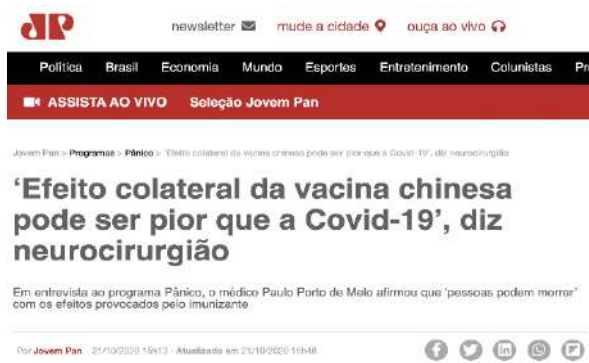 JP
newsletter mude a cidade ouça ao vivo
Política Brasil Economia Mundo Esportes Entretenimento Colunistas Pr
ASSISTA AO VIVO Seleção Jovem Pan
Jovem Pan > Programas > Pânico > 'Efeito colateral da vacina chinesa pode ser pior que a Covid-19', diz neurocirurgião
‘Efeito colateral da vacina chinesa
pode ser pior que a Covid-19’, diz
neurocirurgião
Em entrevista ao programa Pânico, o médico Paulo Porto de Melo afirmou que ‘pessoas podem morrer’
com os efeitos provocados pelo imunizante
Por Jovem Pan 21/10/2020 15h13 - Atualizado em 21/10/2020 15h48